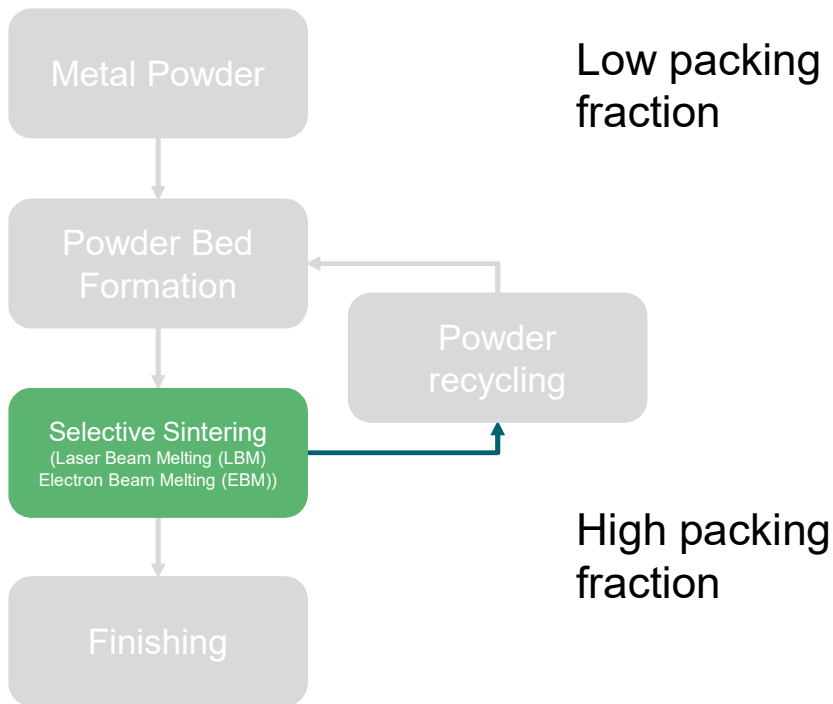 Metal Powder
Low packing
fraction
Powder Bed
Formation
Powder
recycling
Selective Sintering
(Laser Beam Melting (LBM)
Electron Beam Melting (EBM))
High packing
fraction
Finishing